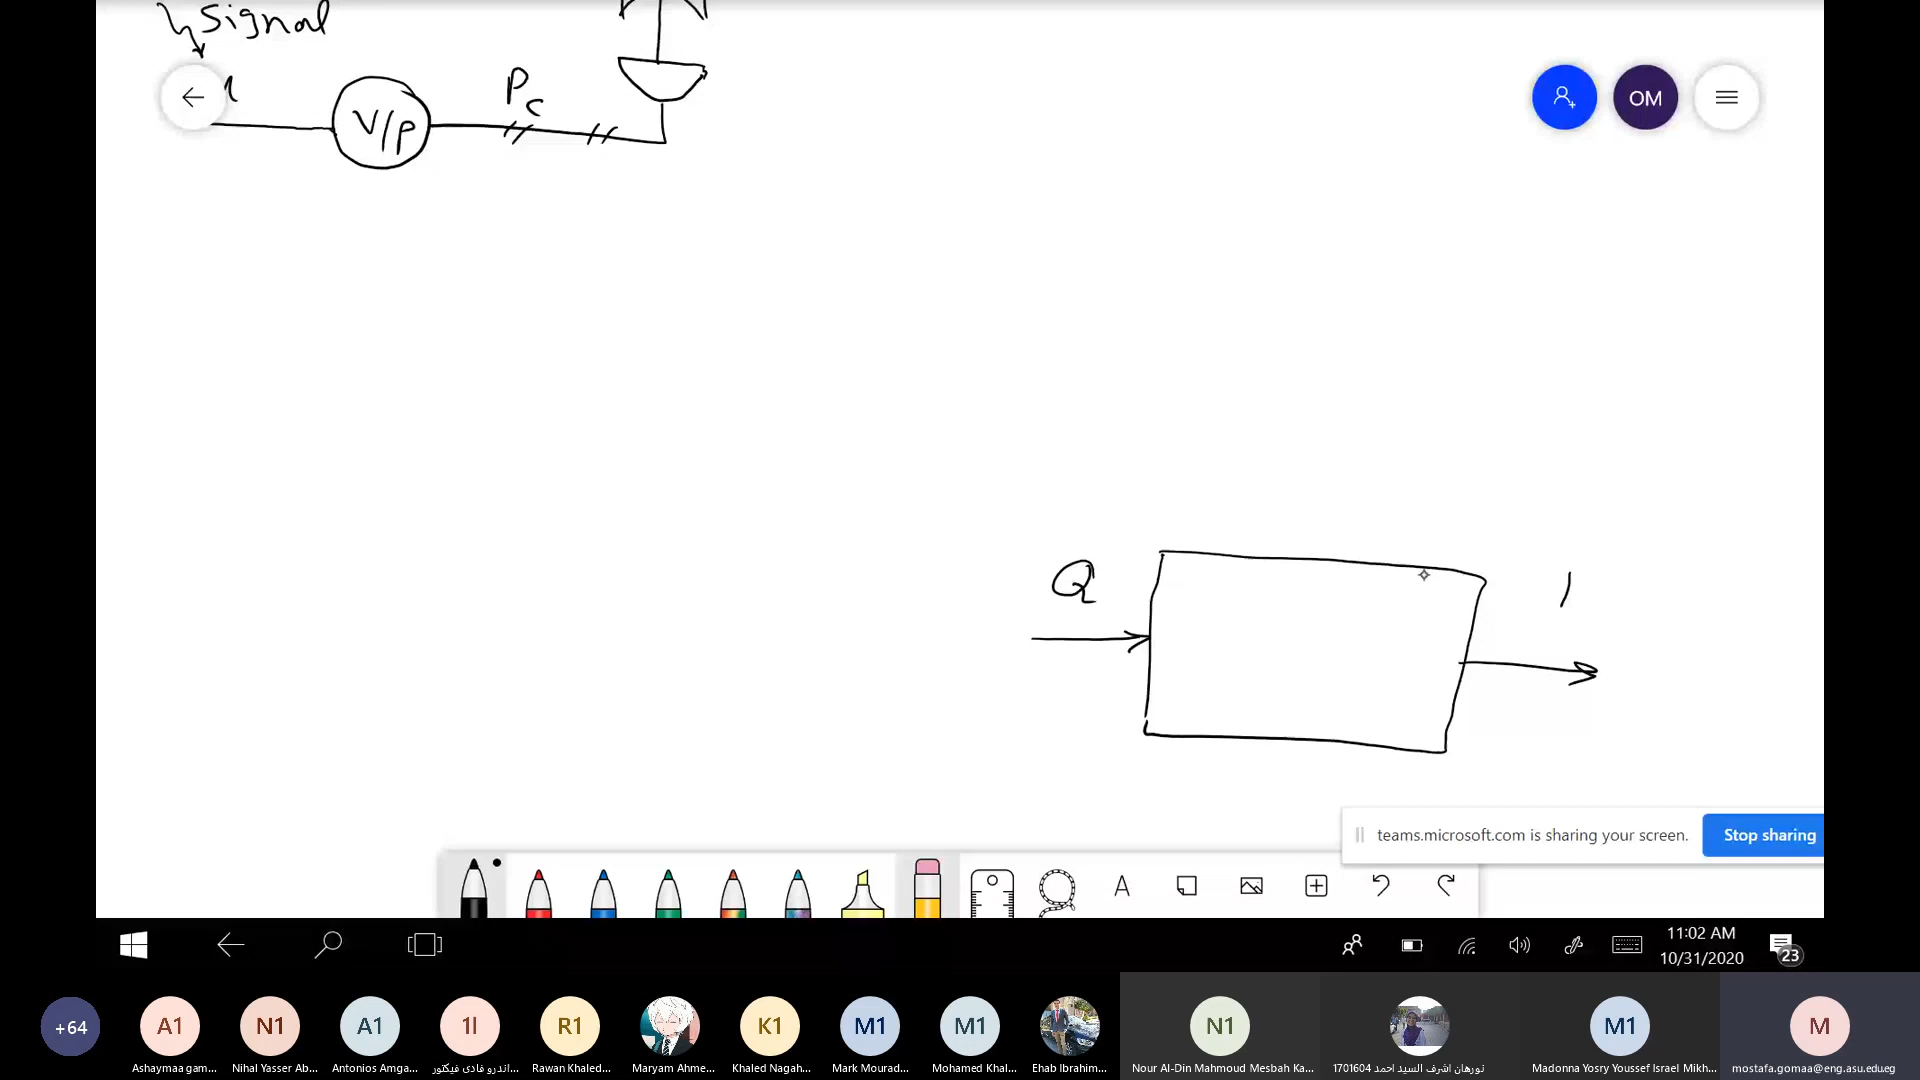 Signal
V/P
Pc
OM
Q
teams.microsoft.com is sharing your screen.
Stop sharing
A
11:02 AM
10/31/2020
23
+64
A1
N1
A1
1ا
R1
K1
M1
M1
N1
M1
M
Ashaymaa gam...
Nihal Yasser Ab...
Antonios Amga...
اندرو فادى فيكتور...
Rawan Khaled...
Maryam Ahme...
Khaled Nagah...
Mark Mourad...
Mohamed Khal...
Ehab Ibrahim...
Nour Al-Din Mahmoud Mesbah Ka...
1701604 نورهان اشرف السيد احمد
Madonna Yosry Youssef Israel Mikh...
mostafa.gomaa@eng.asu.edu.eg